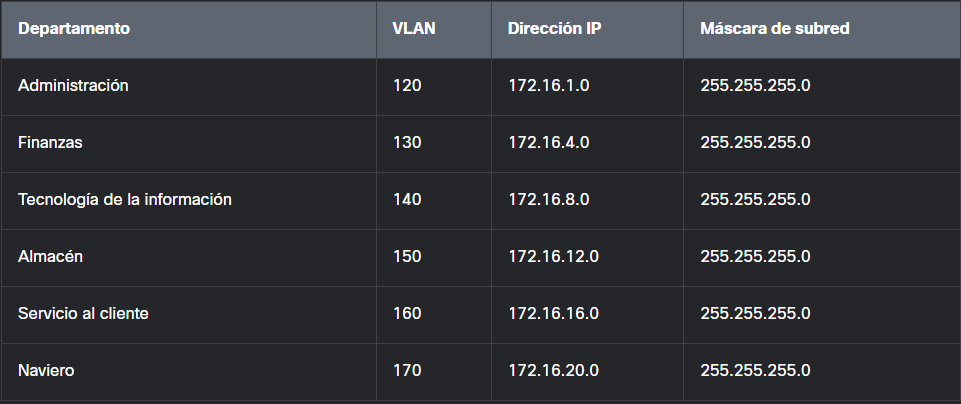 Departamento VLAN Dirección IP Máscara de subred
Administración 120 172.16.1.0 255.255.255.0
Finanzas 130 172.16.4.0 255.255.255.0
Tecnología de la información 140 172.16.8.0 255.255.255.0
Almacén 150 172.16.12.0 255.255.255.0
Servicio al cliente 160 172.16.16.0 255.255.255.0
Naviero 170 172.16.20.0 255.255.255.0